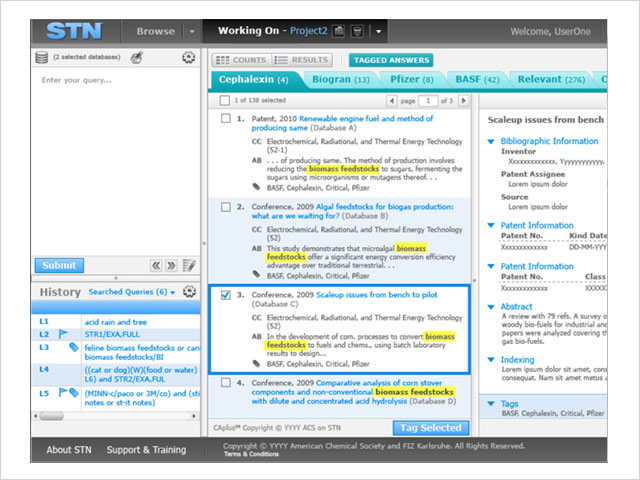 STN
Browse
Working On - Project2
Welcome, UserOne
(2 selected databases)
COUNTS
RESULTS
TAGGED ANSWERS
Enter your query...
Cephalexin (4)
Biogran (13)
Pfizer (8)
BASF (42)
Relevant (276)
C
1 of 138 selected
page 1 of 3
1. Patent, 2010 Renewable engine fuel and method of
producing same (Database A)
CC Electrochemical, Radiational, and Thermal Energy Technology
(52-1)
AB . . . of producing same. The method of production involves
reducing the biomass feedstocks to sugars, fermenting the
sugars using microorganisms or mutagens thereof. . .
BASF, Cephalexin, Critical, Pfizer
2. Conference, 2009 Algal feedstocks for biogas production:
what are we waiting for? (Database B)
CC Electrochemical, Radiational, and Thermal Energy Technology
(52)
AB This study demonstrates that microalgal biomass
feedstocks offer a significant energy conversion efficiency
advantage over traditional terrestrial. . .
BASF, Cephalexin, Critical, Pfizer
3. Conference, 2009 Scaleup issues from bench to pilot
(Database C)
CC Electrochemical, Radiational, and Thermal Energy Technology
(52)
AB In the development of com, processes to convert biomass
feedstocks to fuels and chems., using batch laboratory
results to design...
BASF, Cephalexin, Critical, Pfizer
4. Conference, 2009 Comparative analysis of corn stover
components and non-conventional biomass feedstocks
with dilute and concentrated acid hydrolysis (Database D)
CAplus℠ Copyright © YYYY ACS on STN
Tag Selected
Scaleup issues from bench
Bibliographic Information
Inventor
Xxxxxxxxxxxxx, Yyyyyyyyyyy,
Patent Assignee
Lorem ipsum dolor
Source
Lorem ipsum dolor
Patent Information
Patent No. Kind Date
Xxxxxxxxxxxxx DD-MM-YY
Patent Information
Patent No. Class
Xxxxxxxxxxxxx
Abstract
A review with 79 refs. A survey o
woody bio-fuels for industrial and
papers were analyzed covering th
gas bio-fuels.
Indexing
Lorem ipsum dolor sit amet, cons
consequat. Nam sit amet metus a
Tags
BASF, Cephalexin, Critical, Pfizer
Submit
History
Searched Queries (6)
L1 acid rain and tree
L2 STR1/EXA,FULL
L3 feline biomass feedstocks or can
biomass feedstocks/BI
L4 ((cat or dog)(W)(food or water)
L6) and STR2/EXA,FUL
L5 (MINN-c/paco or 3M/co) and (sti
notes or st-it notes)
About STN
Support & Training
Copyright © YYYY American Chemical Society and FIZ Karlsruhe. All Rights Reserved.
Terms & Conditions